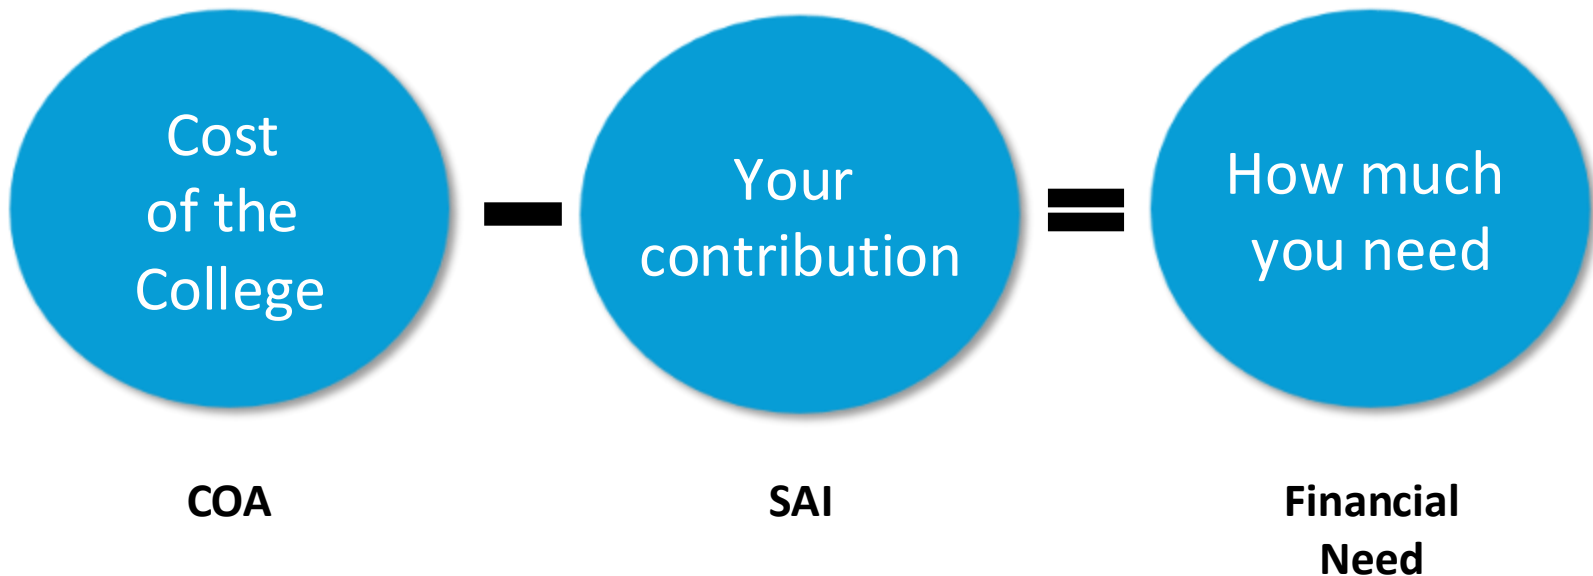 Cost
of the
College
Your
contribution
How much
you need
COA
SAI
Financial
Need